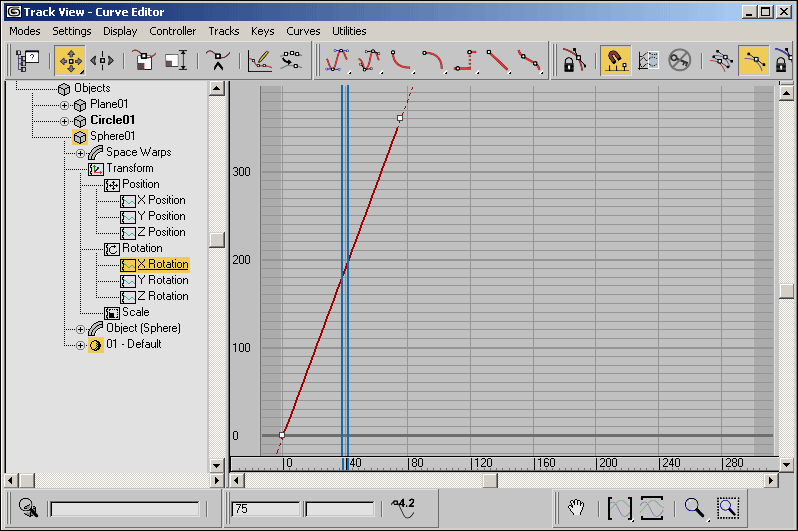 Track View - Curve Editor
Modes Settings Display Controller Tracks Keys Curves Utilities
?
Objects
Plane01
Circle01
Sphere01
Space Warps
Transform
Position
X Position
Y Position
Z Position
Rotation
X Rotation
Y Rotation
Z Rotation
Scale
Object (Sphere)
01 - Default
300
200
100
0
0 40 80 120 160 200 240 280
75
4.2